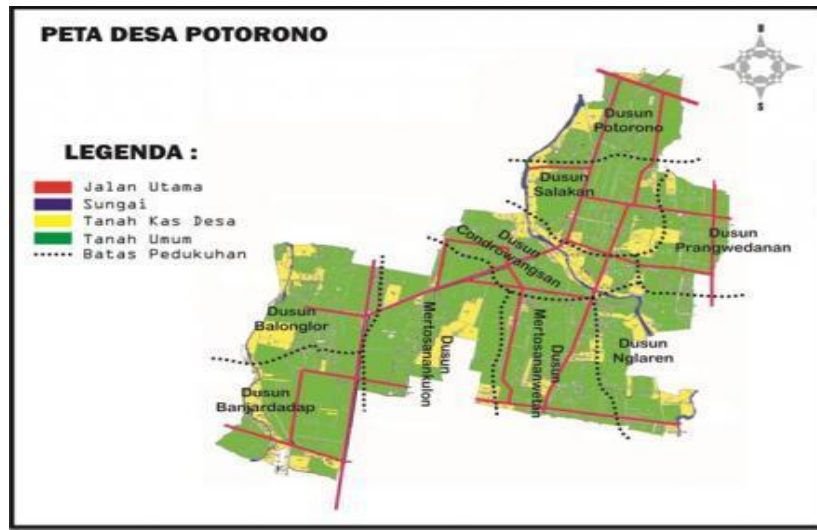 PETA DESA POTORONO
LEGENDA :
Jalan Utama
Sungai
Tanah Kas Desa
Tanah Umum
Batas Pedukuhan
S
Dusun
Potorono
Dusun
Salakan
Dusun
Prangwedanan
Dusun
Condrowangsan
Dusun
Balonglor
Dusun
Mertosanankulon
Dusun
Mertosananwetan
Dusun
Nglaren
Dusun
Banjardadap